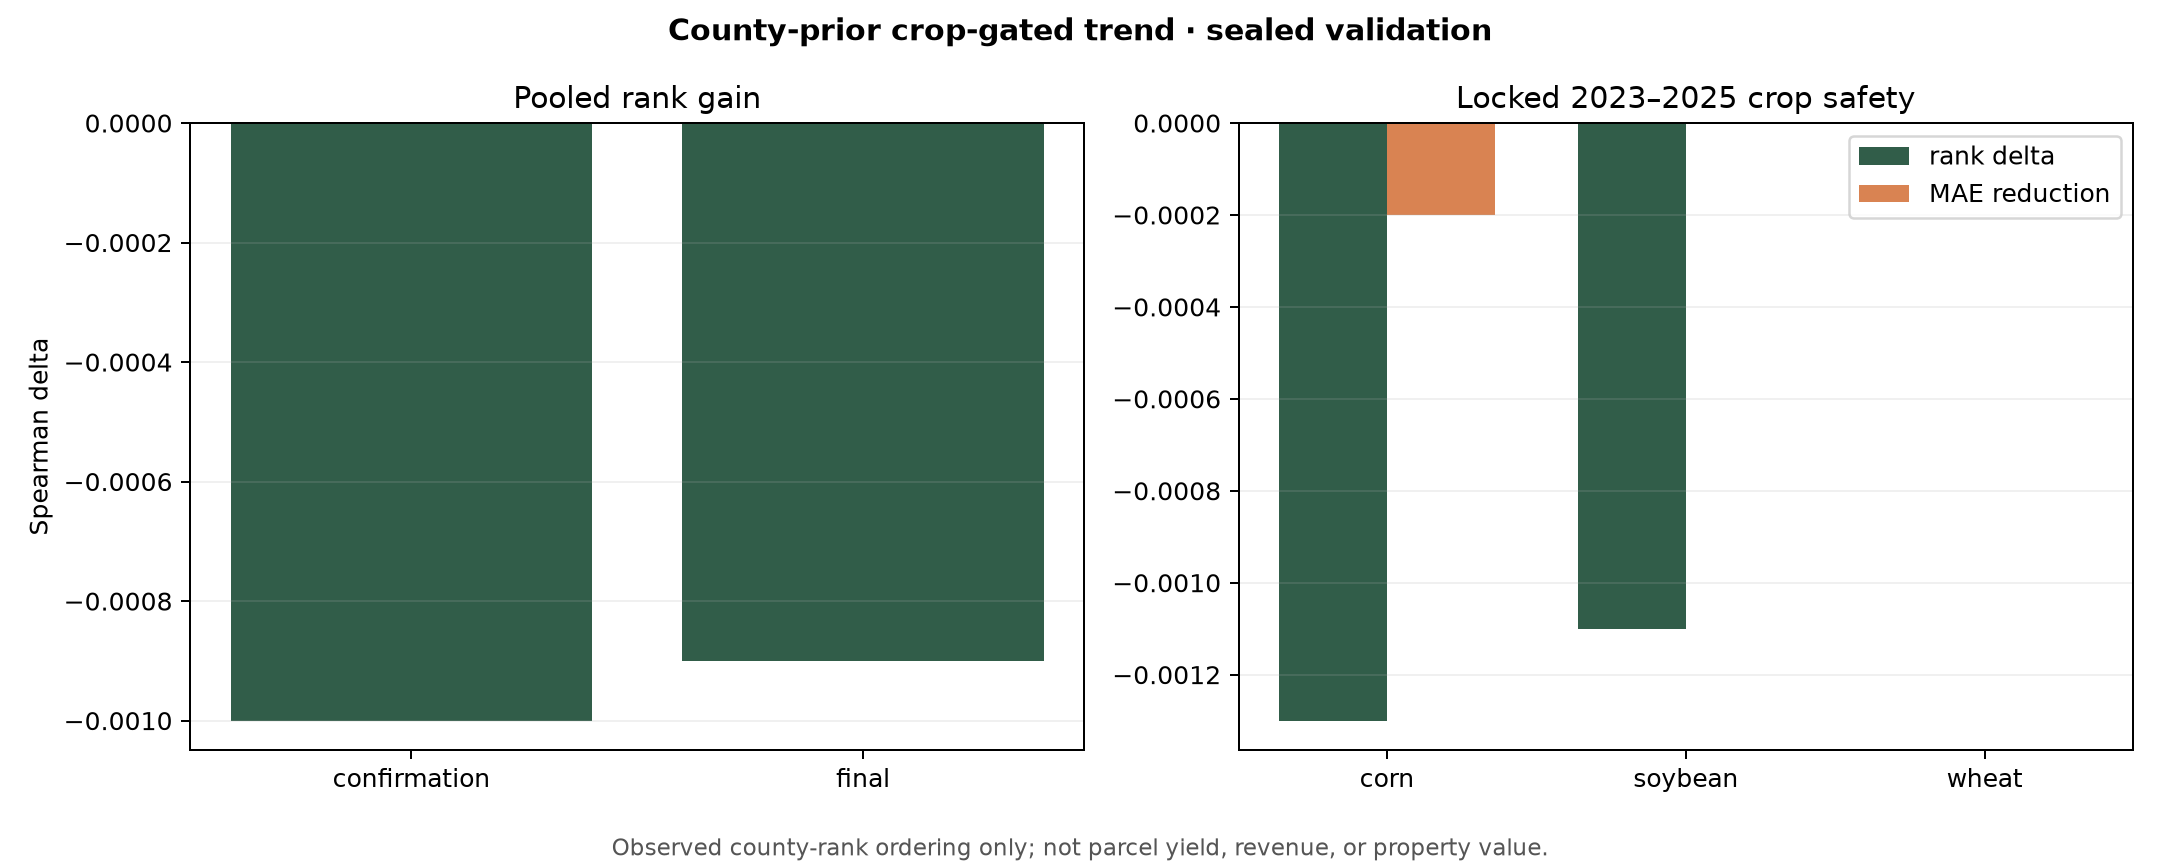 County-prior crop-gated trend · sealed validation
Pooled rank gain
Spearman delta
0.0000
−0.0002
−0.0004
−0.0006
−0.0008
−0.0010
confirmation
final
Locked 2023–2025 crop safety
0.0000
−0.0002
−0.0004
−0.0006
−0.0008
−0.0010
−0.0012
rank delta
MAE reduction
corn
soybean
wheat
Observed county-rank ordering only; not parcel yield, revenue, or property value.